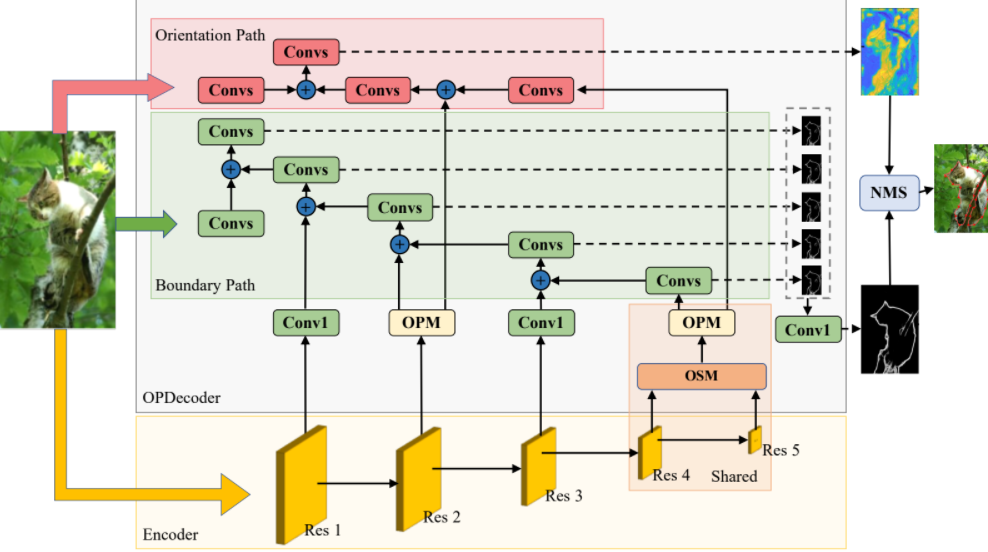 Orientation Path
Convs
Convs
+
Convs
+
Convs
Convs
+
Convs
Convs
+
Convs
NMS
+
Convs
+
Convs
Boundary Path
Conv1
OPM
Conv1
OPM
Conv1
OSM
OPDecoder
Res 1
Res 2
Res 3
Res 4
Res 5
Shared
Encoder